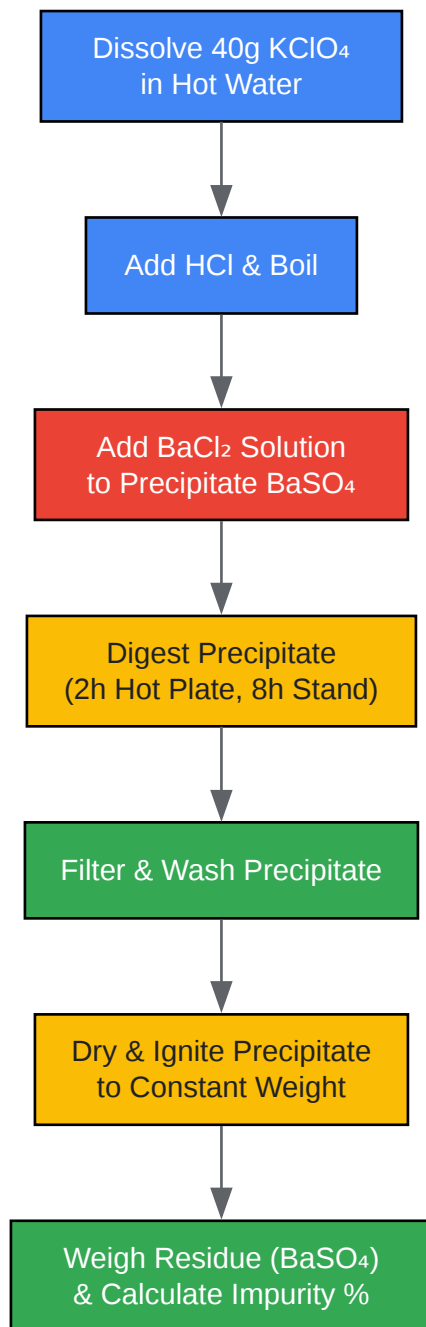 Dissolve 40g KClO₄
in Hot Water
Add HCl & Boil
Add BaCl₂ Solution
to Precipitate BaSO₄
Digest Precipitate
(2h Hot Plate, 8h Stand)
Filter & Wash Precipitate
Dry & Ignite Precipitate
to Constant Weight
Weigh Residue (BaSO₄)
& Calculate Impurity %